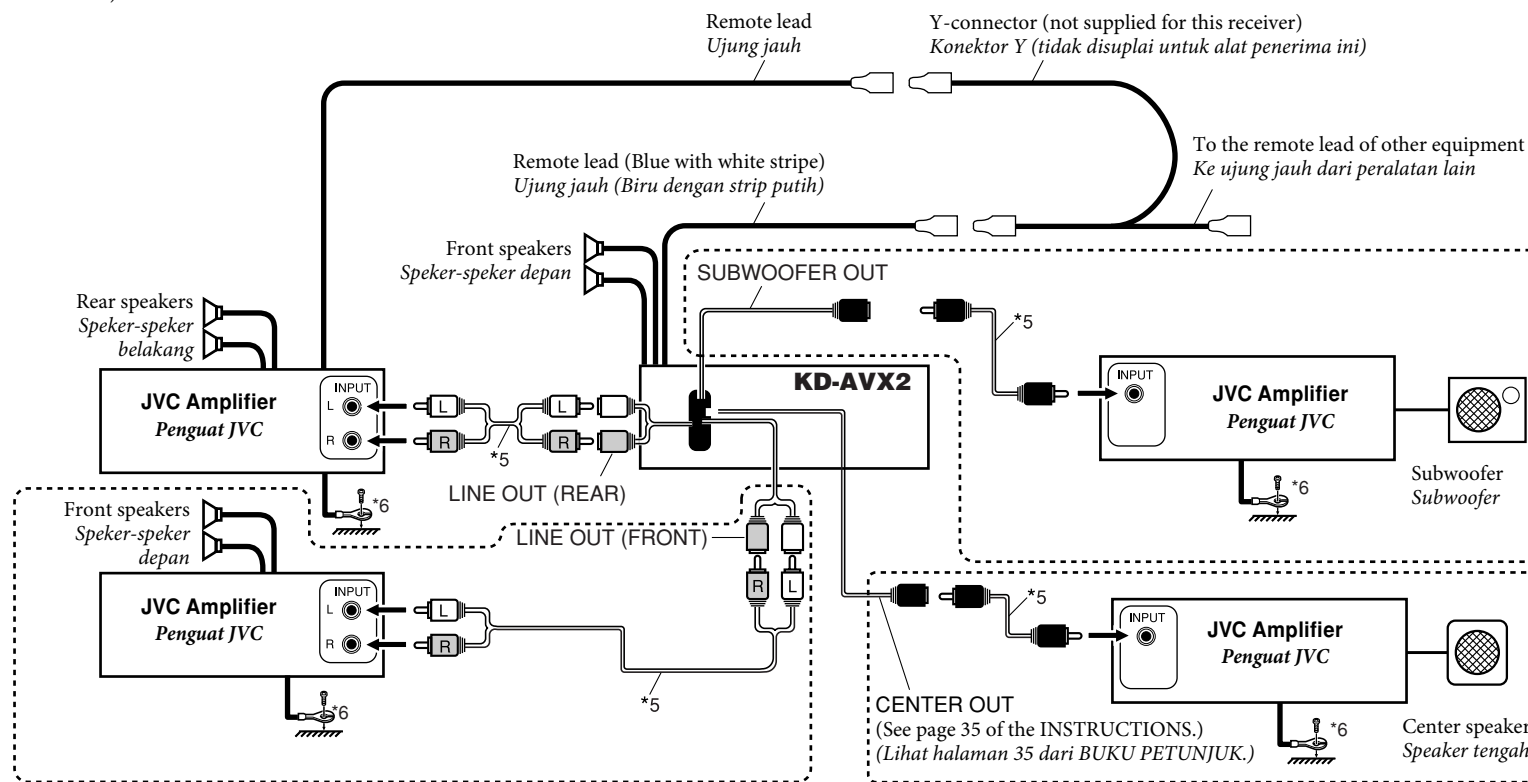 Remote lead
Ujung jauh
Y-connector (not supplied for this receiver)
Konektor Y (tidak disuplai untuk alat penerima ini)
To the remote lead of other equipment
Ke ujung jauh dari peralatan lain
Remote lead (Blue with white stripe)
Ujung jauh (Biru dengan strip putih)
Front speakers
Speker-speker depan
SUBWOOFER OUT
*5
Rear speakers
Speker-speker
belakang
JVC Amplifier
Penguat JVC
INPUT
L
R
L
R
*5
L
R
KD-AVX2
LINE OUT (REAR)
*6
INPUT
JVC Amplifier
Penguat JVC
*6
Subwoofer
Subwoofer
Front speakers
Speker-speker
depan
LINE OUT (FRONT)
R
L
JVC Amplifier
Penguat JVC
INPUT
L
R
L
R
*5
*6
*5
CENTER OUT
(See page 35 of the INSTRUCTIONS.)
(Lihat halaman 35 dari BUKU PETUNJUK.)
INPUT
JVC Amplifier
Penguat JVC
*6
Center speaker
Speaker tengah